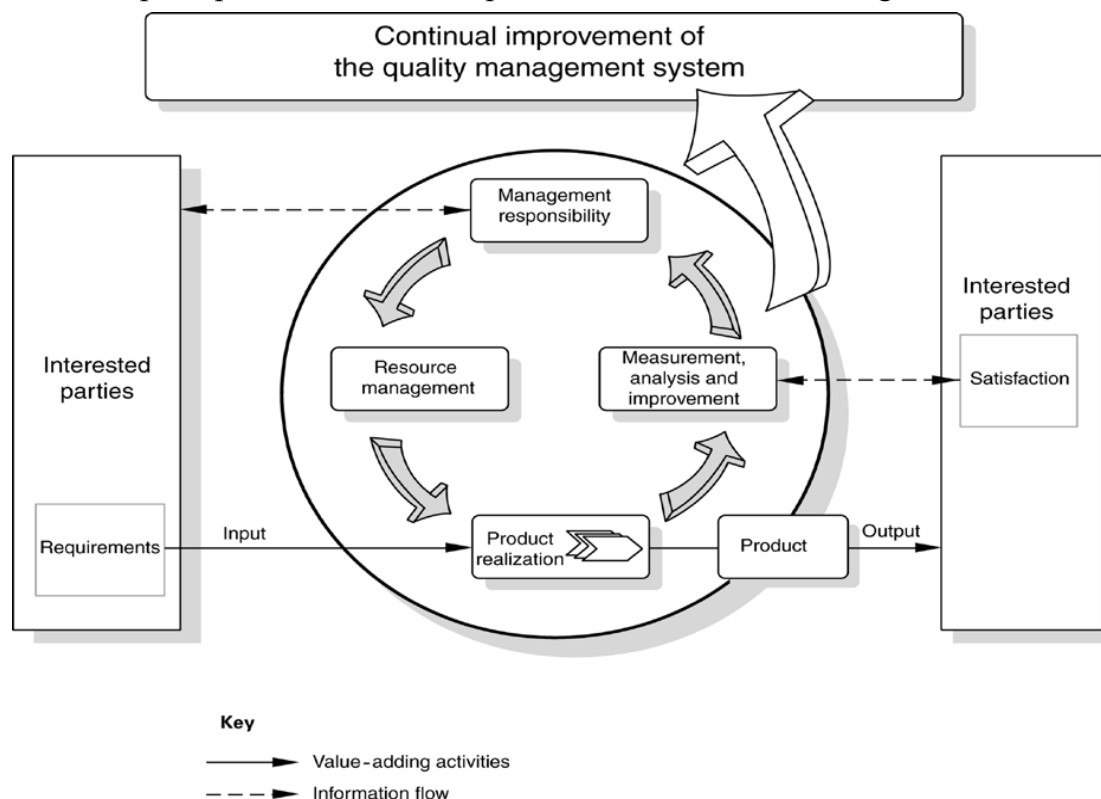 Continual improvement of
the quality management system
Management
responsibility
Interested
parties
Resource
management
Measurement,
analysis and
improvement
Interested
parties
Satisfaction
Requirements
Input
Product
realization
Product
Output
Key
Value-adding activities
Information flow